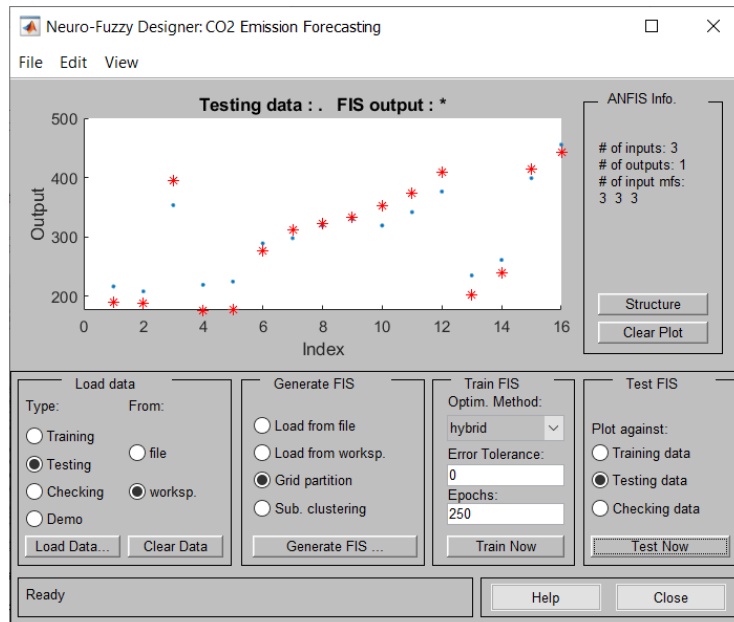 Neuro-Fuzzy Designer: CO2 Emission Forecasting
File Edit View
Testing data : . FIS output : *
500
400
300
200
Output
0 2 4 6 8 10 12 14 16
Index
ANFIS Info.
# of inputs: 3
# of outputs: 1
# of input mfs:
3 3 3
Structure
Clear Plot
Load data
Type: From:
Training
Testing
Checking
Demo
file
worksp.
Load Data... Clear Data
Generate FIS
Load from file
Load from worksp.
Grid partition
Sub. clustering
Generate FIS ...
Train FIS
Optim. Method:
hybrid
Error Tolerance:
0
Epochs:
250
Train Now
Test FIS
Plot against:
Training data
Testing data
Checking data
Test Now
Ready
Help Close